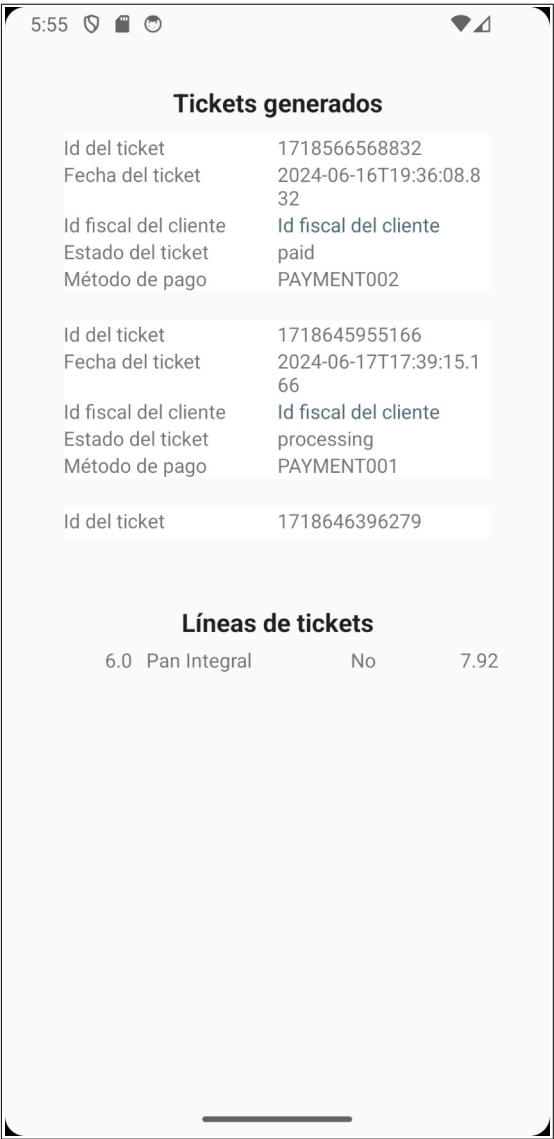 5:55
Tickets generados
Id del ticket 1718566568832
Fecha del ticket 2024-06-16T19:36:08.8
32
Id fiscal del cliente Id fiscal del cliente
Estado del ticket paid
Método de pago PAYMENT002
Id del ticket 1718645955166
Fecha del ticket 2024-06-17T17:39:15.1
66
Id fiscal del cliente Id fiscal del cliente
Estado del ticket processing
Método de pago PAYMENT001
Id del ticket 1718646396279
Líneas de tickets
6.0 Pan Integral No 7.92